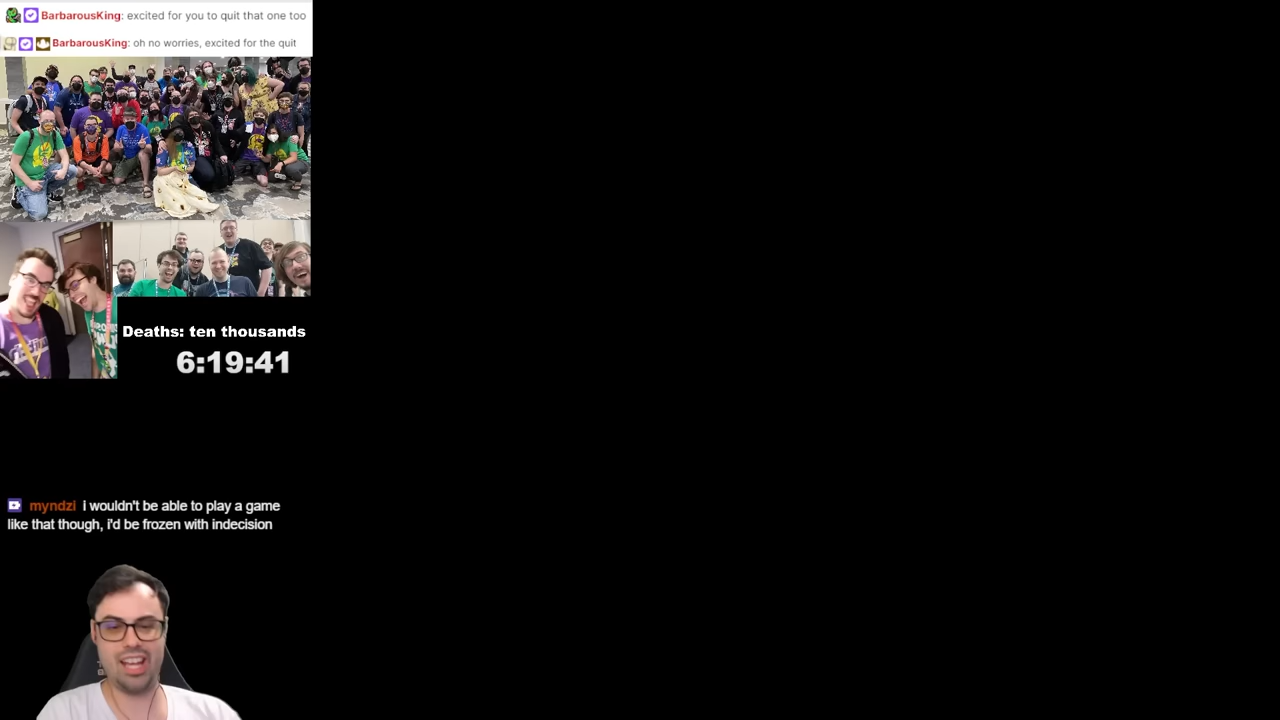 BarbarousKing: excited for you to quit that one too
BarbarousKing: oh no worries, excited for the quit
Deaths: ten thousands
6:19:41
myndzi i wouldn't be able to play a game
like that though, i'd be frozen with indecision